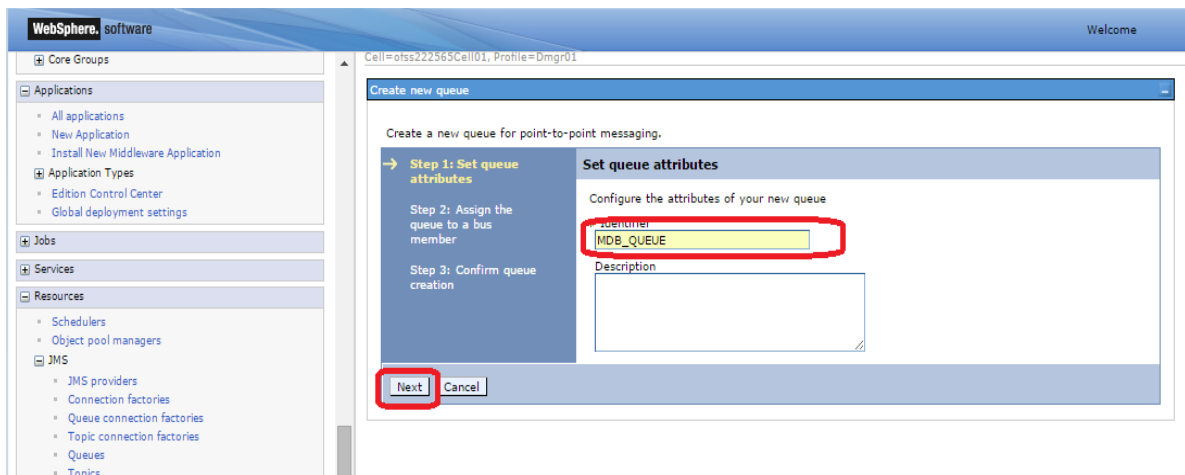 WebSphere. software
Welcome
Core Groups
Applications
All applications
New Application
Install New Middleware Application
Application Types
Edition Control Center
Global deployment settings
Jobs
Services
Resources
Schedulers
Object pool managers
JMS
JMS providers
Connection factories
Queue connection factories
Topic connection factories
Queues
Topics
Cell=ofss222565Cell01, Profile=Dmgr01
Create new queue
Create a new queue for point-to-point messaging.
Step 1: Set queue
attributes
Step 2: Assign the
queue to a bus
member
Step 3: Confirm queue
creation
Set queue attributes
Configure the attributes of your new queue
Identifier
MDB_QUEUE
Description
Next
Cancel